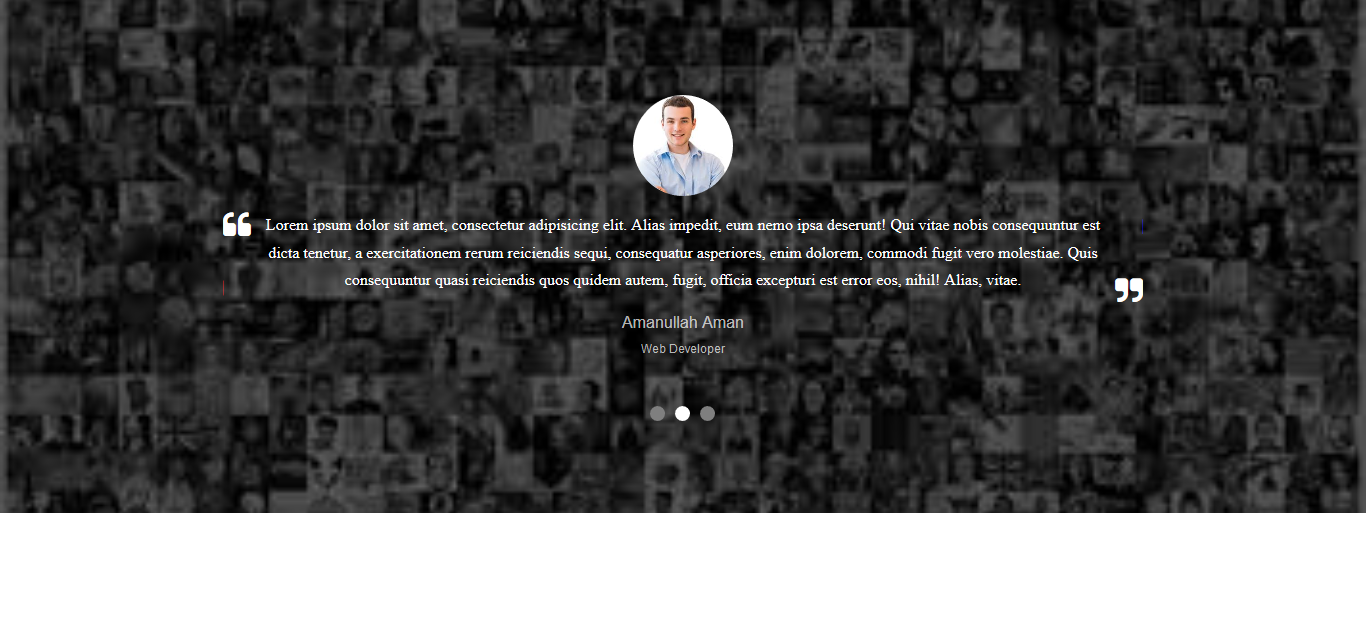 Lorem ipsum dolor sit amet, consectetur adipisicing elit. Alias impedit, eum nemo ipsa deserunt! Qui vitae nobis consequuntur est
dicta tenetur, a exercitationem rerum reiciendis sequi, consequatur asperiores, enim dolorem, commodi fugit vero molestiae. Quis
consequuntur quasi reiciendis quos quidem autem, fugit, officia excepturi est error eos, nihil! Alias, vitae.
Amanullah Aman
Web Developer